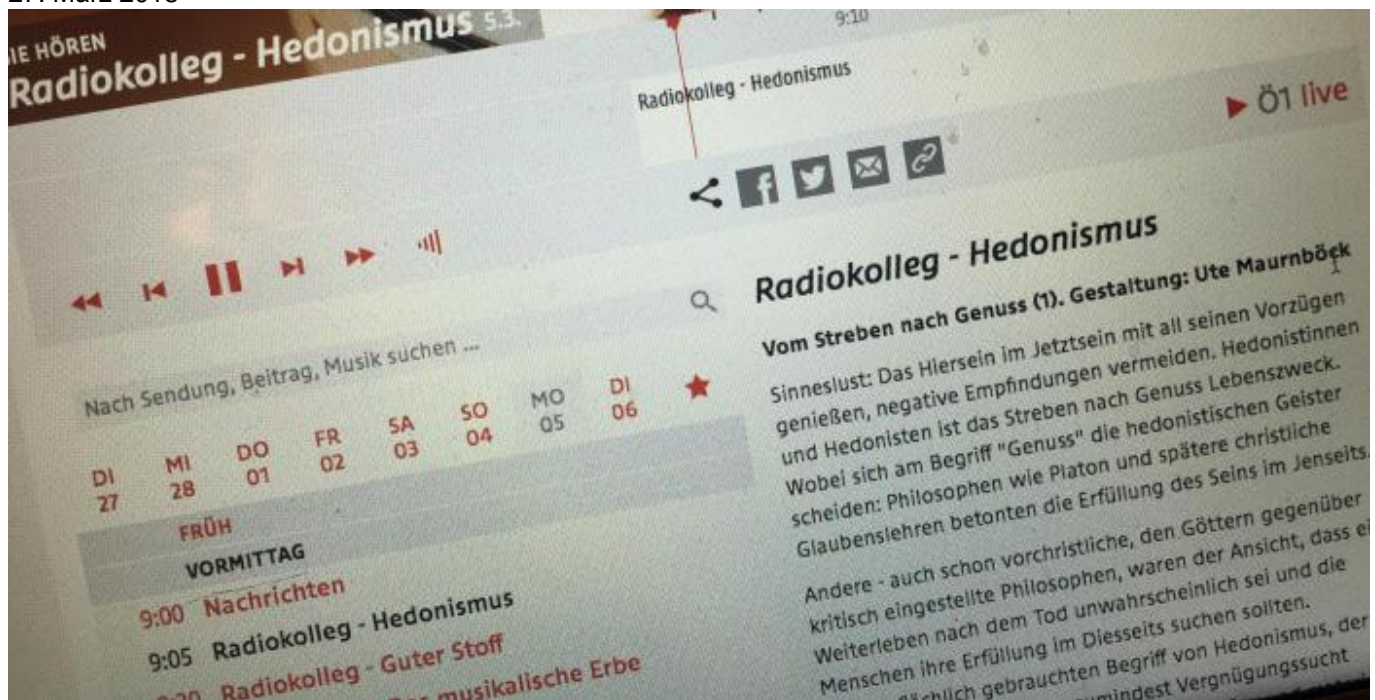 SIE HÖREN
Radiokolleg - Hedonismus 5.3.
9:10
Radiokolleg - Hedonismus
Ö1 live
Nach Sendung, Beitrag, Musik suchen ...
DI MI DO FR SA SO MO DI
27 28 01 02 03 04 05 06
FRÜH
VORMITTAG
9:00 Nachrichten
9:05 Radiokolleg - Hedonismus
Radiokolleg - Guter Stoff
musikalische Erbe
Radiokolleg - Hedonismus
Vom Streben nach Genuss (1). Gestaltung: Ute Maurnböck
Sinneslust: Das Hiersein im Jetztsein mit all seinen Vorzügen
genießen, negative Empfindungen vermeiden. Hedonistinnen
und Hedonisten ist das Streben nach Genuss Lebenszweck.
Wobei sich am Begriff "Genuss" die hedonistischen Geister
scheiden: Philosophen wie Platon und spätere christliche
Glaubenslehren betonten die Erfüllung des Seins im Jenseits.
Andere - auch schon vorchristliche, den Göttern gegenüber
kritisch eingestellte Philosophen, waren der Ansicht, dass ei
Weiterleben nach dem Tod unwahrscheinlich sei und die
Menschen ihre Erfüllung im Diesseits suchen sollten.
gebrauchten Begriff von Hedonismus, der
Vergnügungssucht